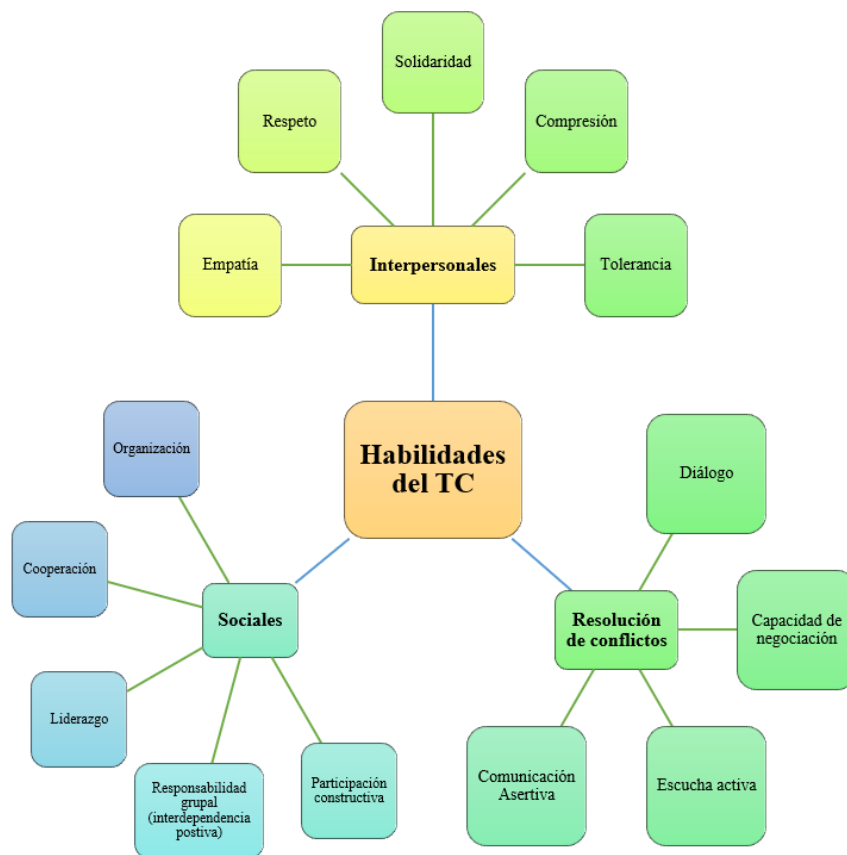 Solidaridad
Respeto
Compresión
Empatía
Interpersonales
Tolerancia
Habilidades
del TC
Organización
Diálogo
Cooperación
Sociales
Resolución
de conflictos
Capacidad de
negociación
Liderazgo
Responsabilidad
grupal
(interdependencia
postiva)
Participación
constructiva
Comunicación
Asertiva
Escucha activa